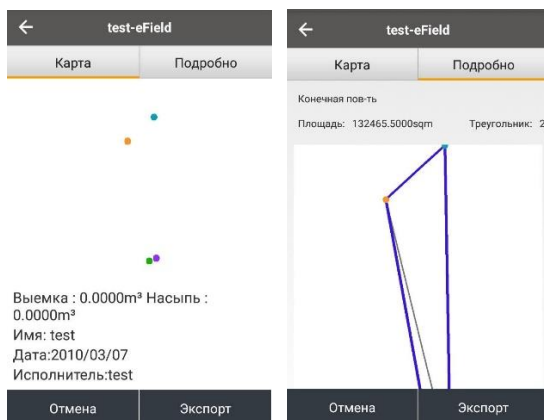 test-eField
Карта Подробно
Выемка : 0.0000m³ Насыпь :
0.0000m³
Имя: test
Дата:2010/03/07
Исполнитель:test
Отмена Экспорт
test-eField
Карта Подробно
Конечная пов-ть
Площадь: 132465.5000sqm Треугольник: 2
Отмена Экспорт